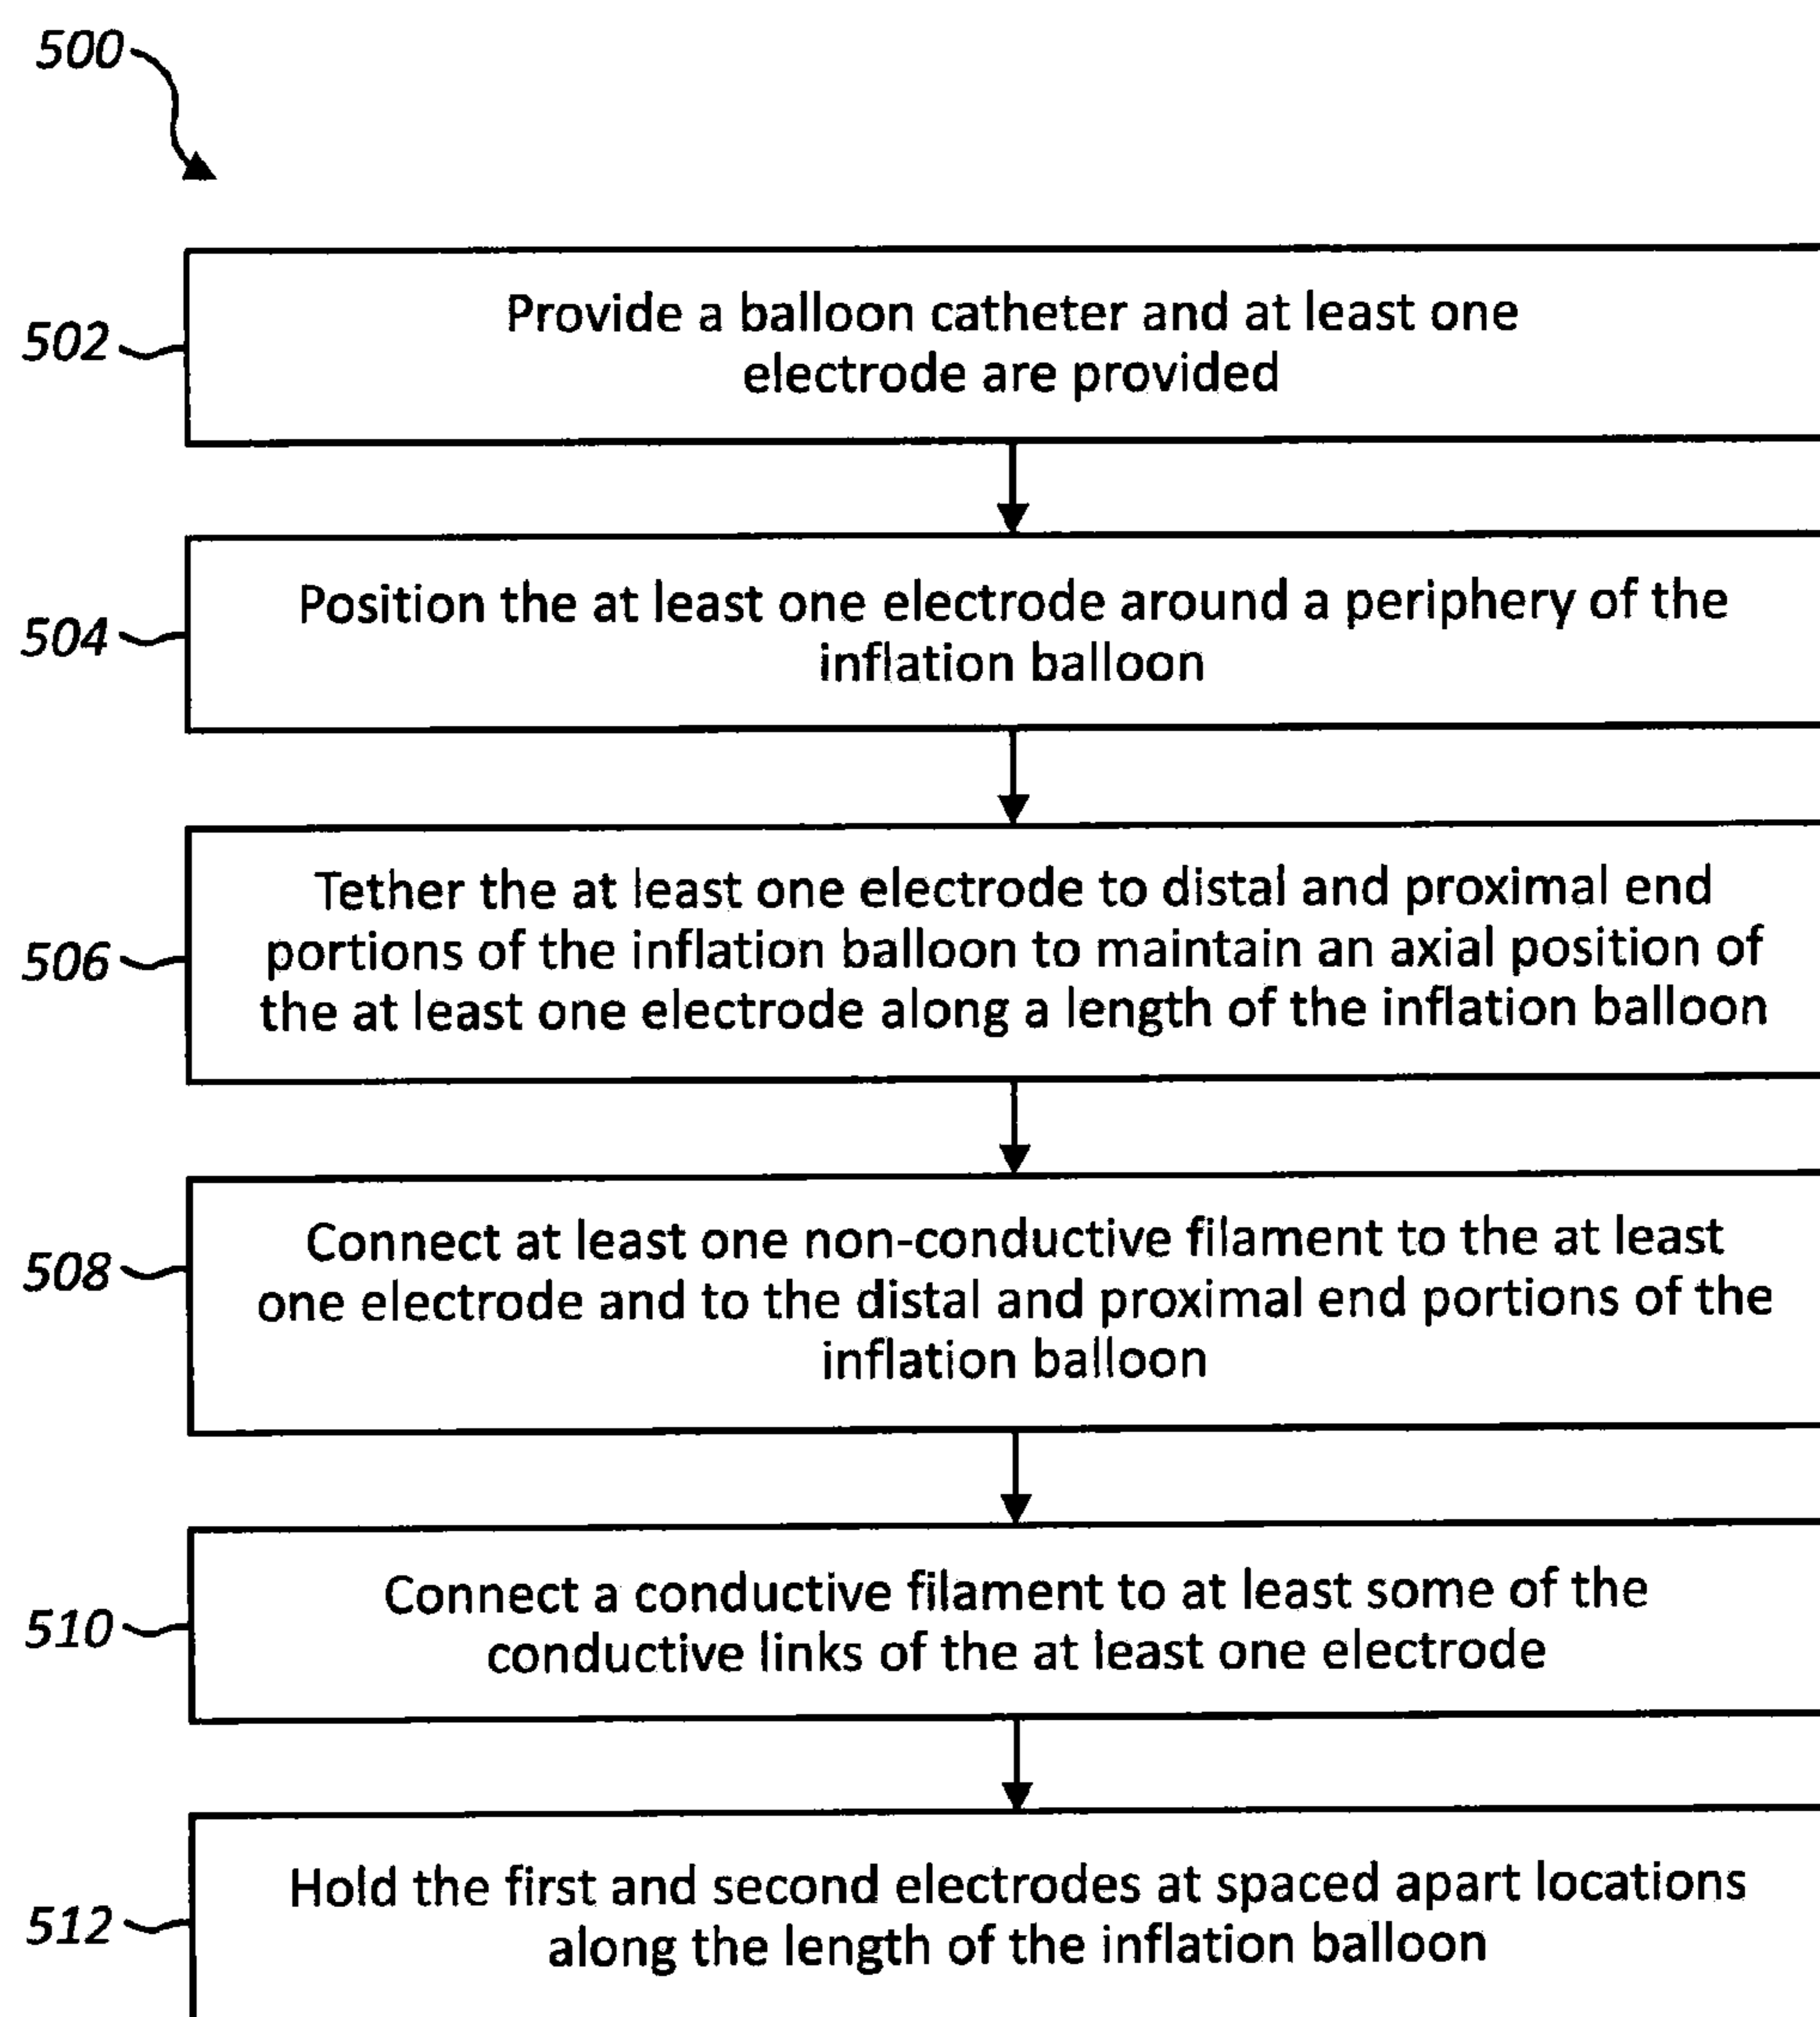 500
502
Provide a balloon catheter and at least one
electrode are provided
504
Position the at least one electrode around a periphery of the
inflation balloon
506
Tether the at least one electrode to distal and proximal end
portions of the inflation balloon to maintain an axial position of
the at least one electrode along a length of the inflation balloon
508
Connect at least one non-conductive filament to the at least
one electrode and to the distal and proximal end portions of the
inflation balloon
510
Connect a conductive filament to at least some of the
conductive links of the at least one electrode
512
Hold the first and second electrodes at spaced apart locations
along the length of the inflation balloon